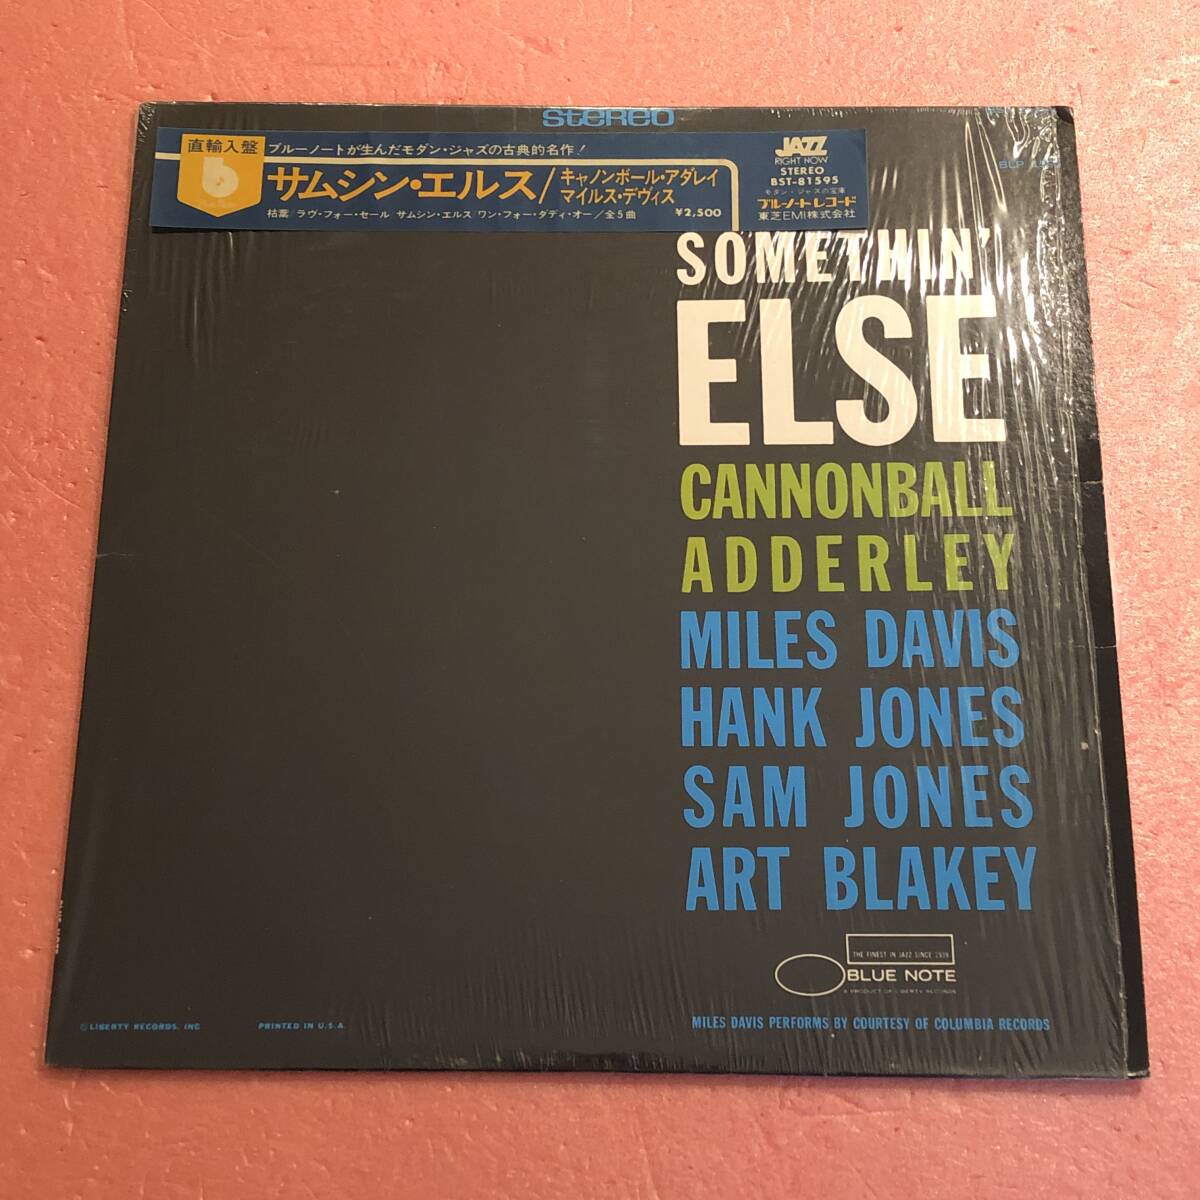 stereo
直輸入盤
ブルーノートが生んだモダン・ジャズの古典的名作!
サムシン・エルス/キャノンボール・アダレイ
マイルス・デヴィス
枯葉 ラヴ・フォー・セール サムシン・エルス ワン・フォー・ダディ・オー/全5曲
¥2,500
JAZZ
RIGHT NOW
STEREO
BST-81595
モダン・ジャズの宝庫
ブルーノートレコード
東芝EMI株式会社
BLP
SOMETHIN'
ELSE
CANNONBALL
ADDERLEY
MILES DAVIS
HANK JONES
SAM JONES
ART BLAKEY
THE FINEST IN JAZZ SINCE 1939
BLUE NOTE
A PRODUCT OF LIBERTY RECORDS
© LIBERTY RECORDS, INC
PRINTED IN U.S.A.
MILES DAVIS PERFORMS BY COURTESY OF COLUMBIA RECORDS